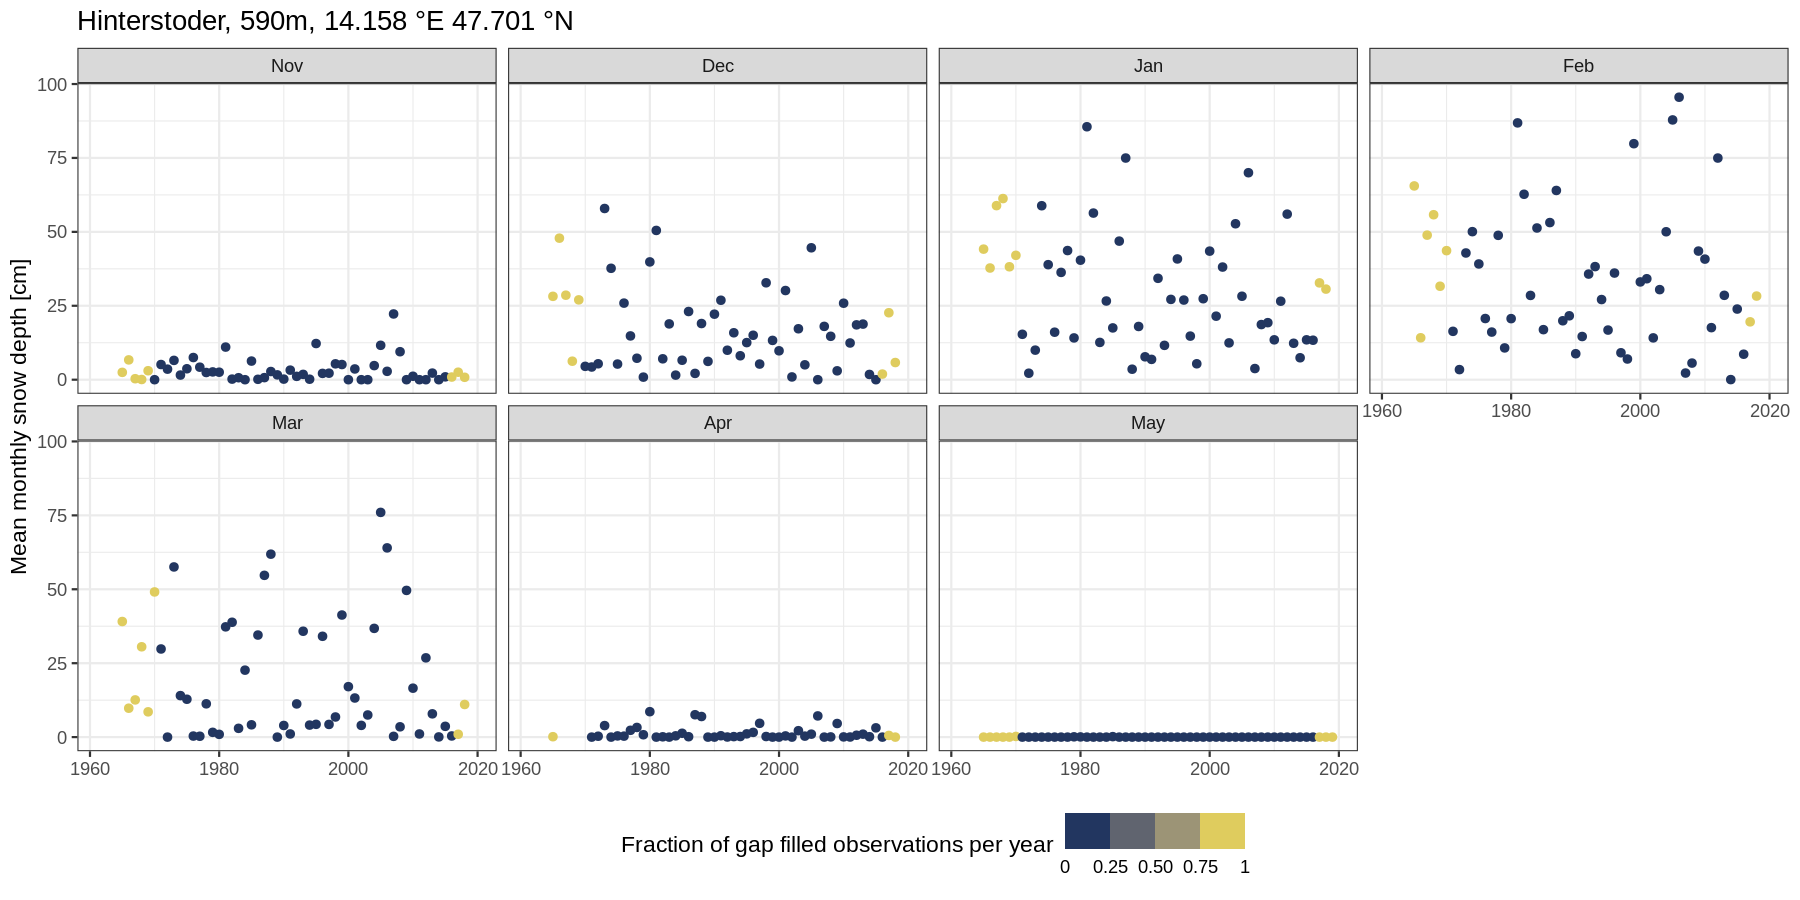 Hinterstoder, 590m, 14.158 °E 47.701 °N
Nov
Dec
Jan
Feb
100
75
50
25
0
1960 1980 2000 2020
Mean monthly snow depth [cm]
Mar
Apr
May
100
75
50
25
0
1960 1980 2000 2020
1960 1980 2000 2020
1960 1980 2000 2020
Fraction of gap filled observations per year
0 0.25 0.50 0.75 1